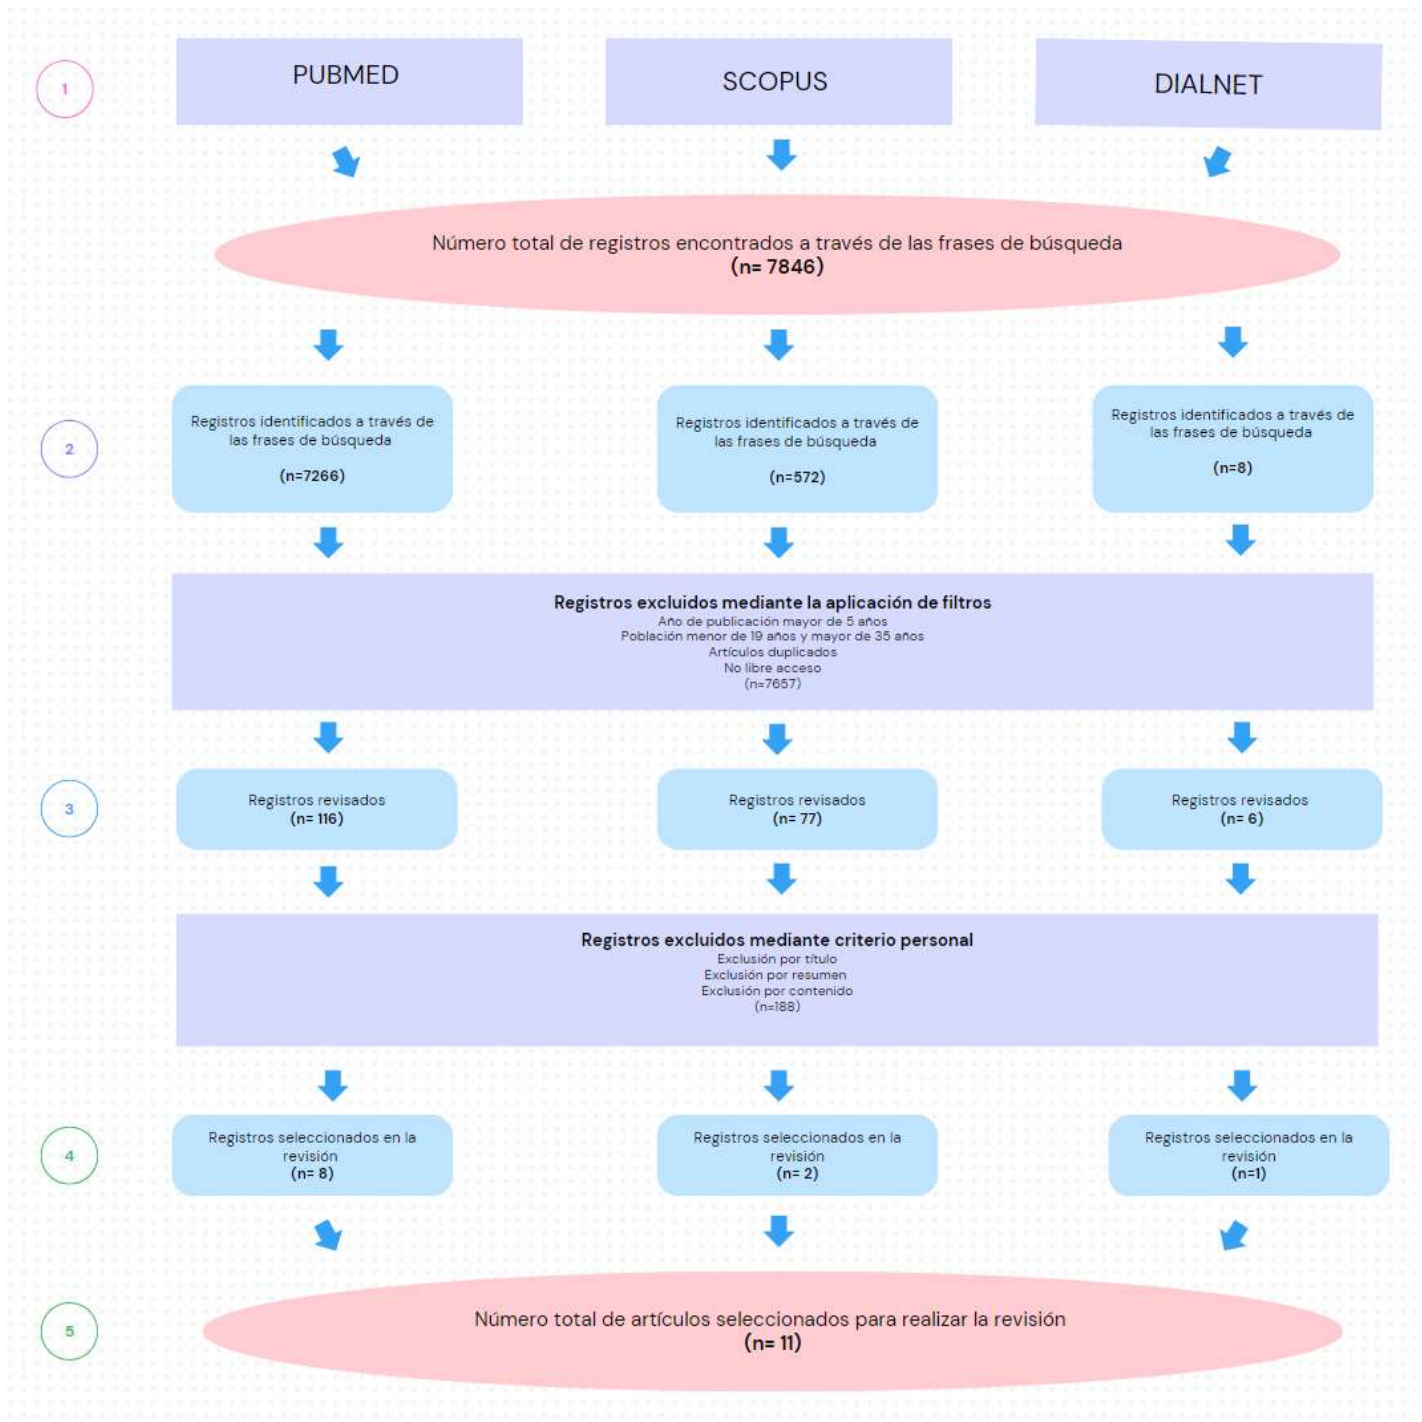 1
PUBMED
SCOPUS
DIALNET
Número total de registros encontrados a través de las frases de búsqueda
(n= 7846)
2
Registros identificados a través de
las frases de búsqueda
(n=7266)
Registros identificados a través de
las frases de búsqueda
(n=572)
Registros identificados a través de
las frases de búsqueda
(n=8)
Registros excluidos mediante la aplicación de filtros
Año de publicación mayor de 5 años
Población menor de 19 años y mayor de 35 años
Artículos duplicados
No libre acceso
(n=7657)
3
Registros revisados
(n= 116)
Registros revisados
(n= 77)
Registros revisados
(n= 6)
Registros excluidos mediante criterio personal
Exclusión por título
Exclusión por resumen
Exclusión por contenido
(n=188)
4
Registros seleccionados en la
revisión
(n= 8)
Registros seleccionados en la
revisión
(n= 2)
Registros seleccionados en la
revisión
(n=1)
5
Número total de artículos seleccionados para realizar la revisión
(n= 11)